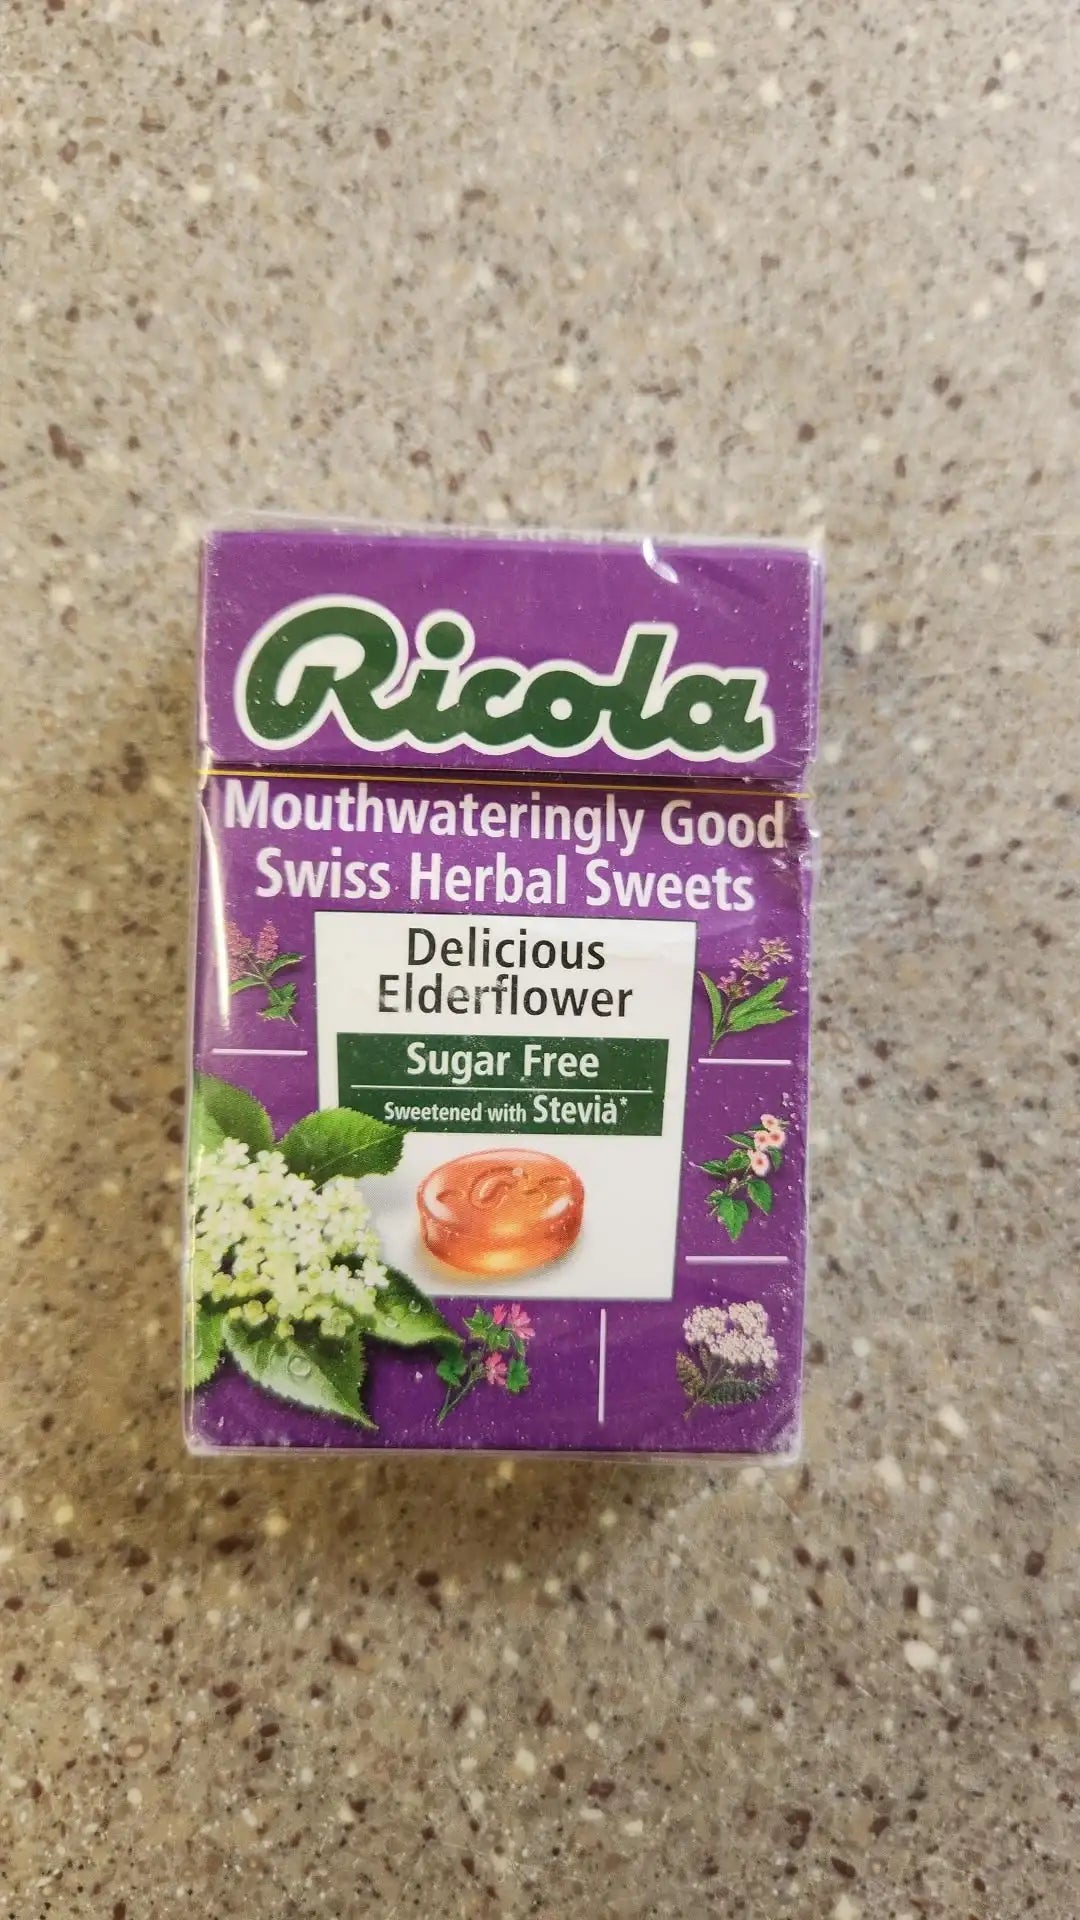 Ricola
Mouthwateringly Good
Swiss Herbal Sweets
Delicious
Elderflower
Sugar Free
Sweetened with Stevia*